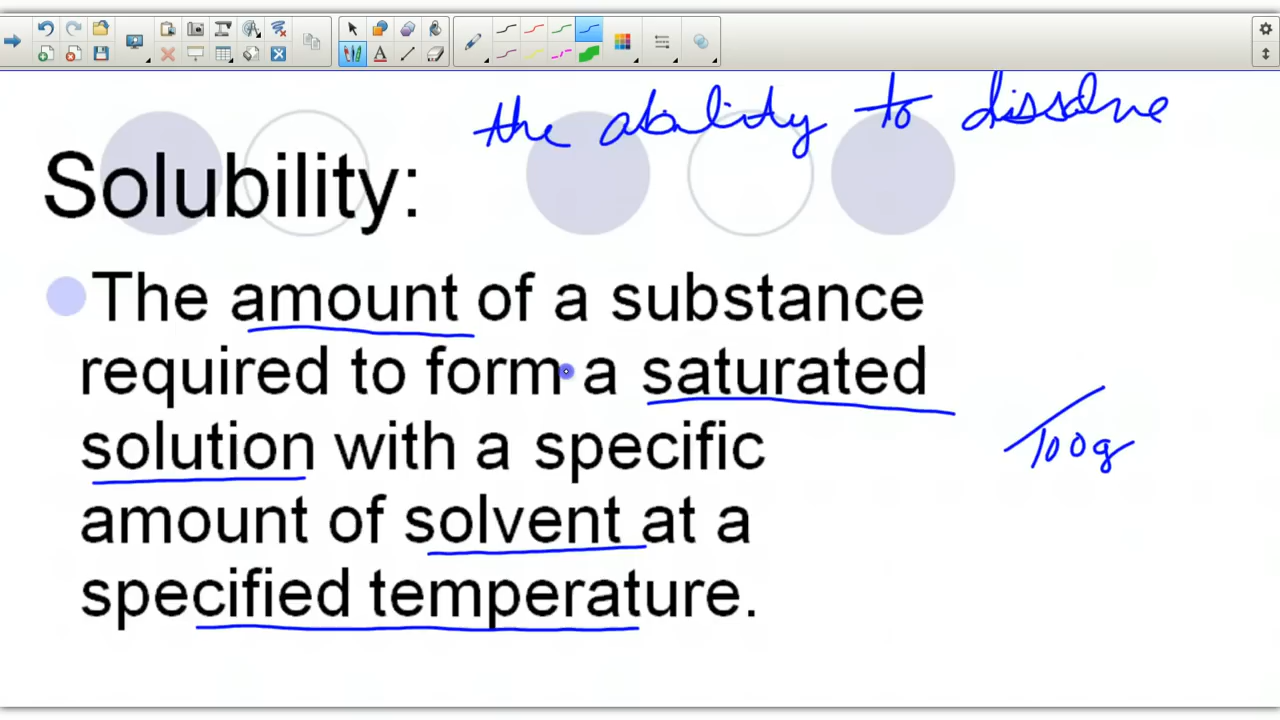 the ability to dissolve
Solubility:
The amount of a substance
required to form a saturated
solution with a specific
amount of solvent at a
specified temperature.
/100g